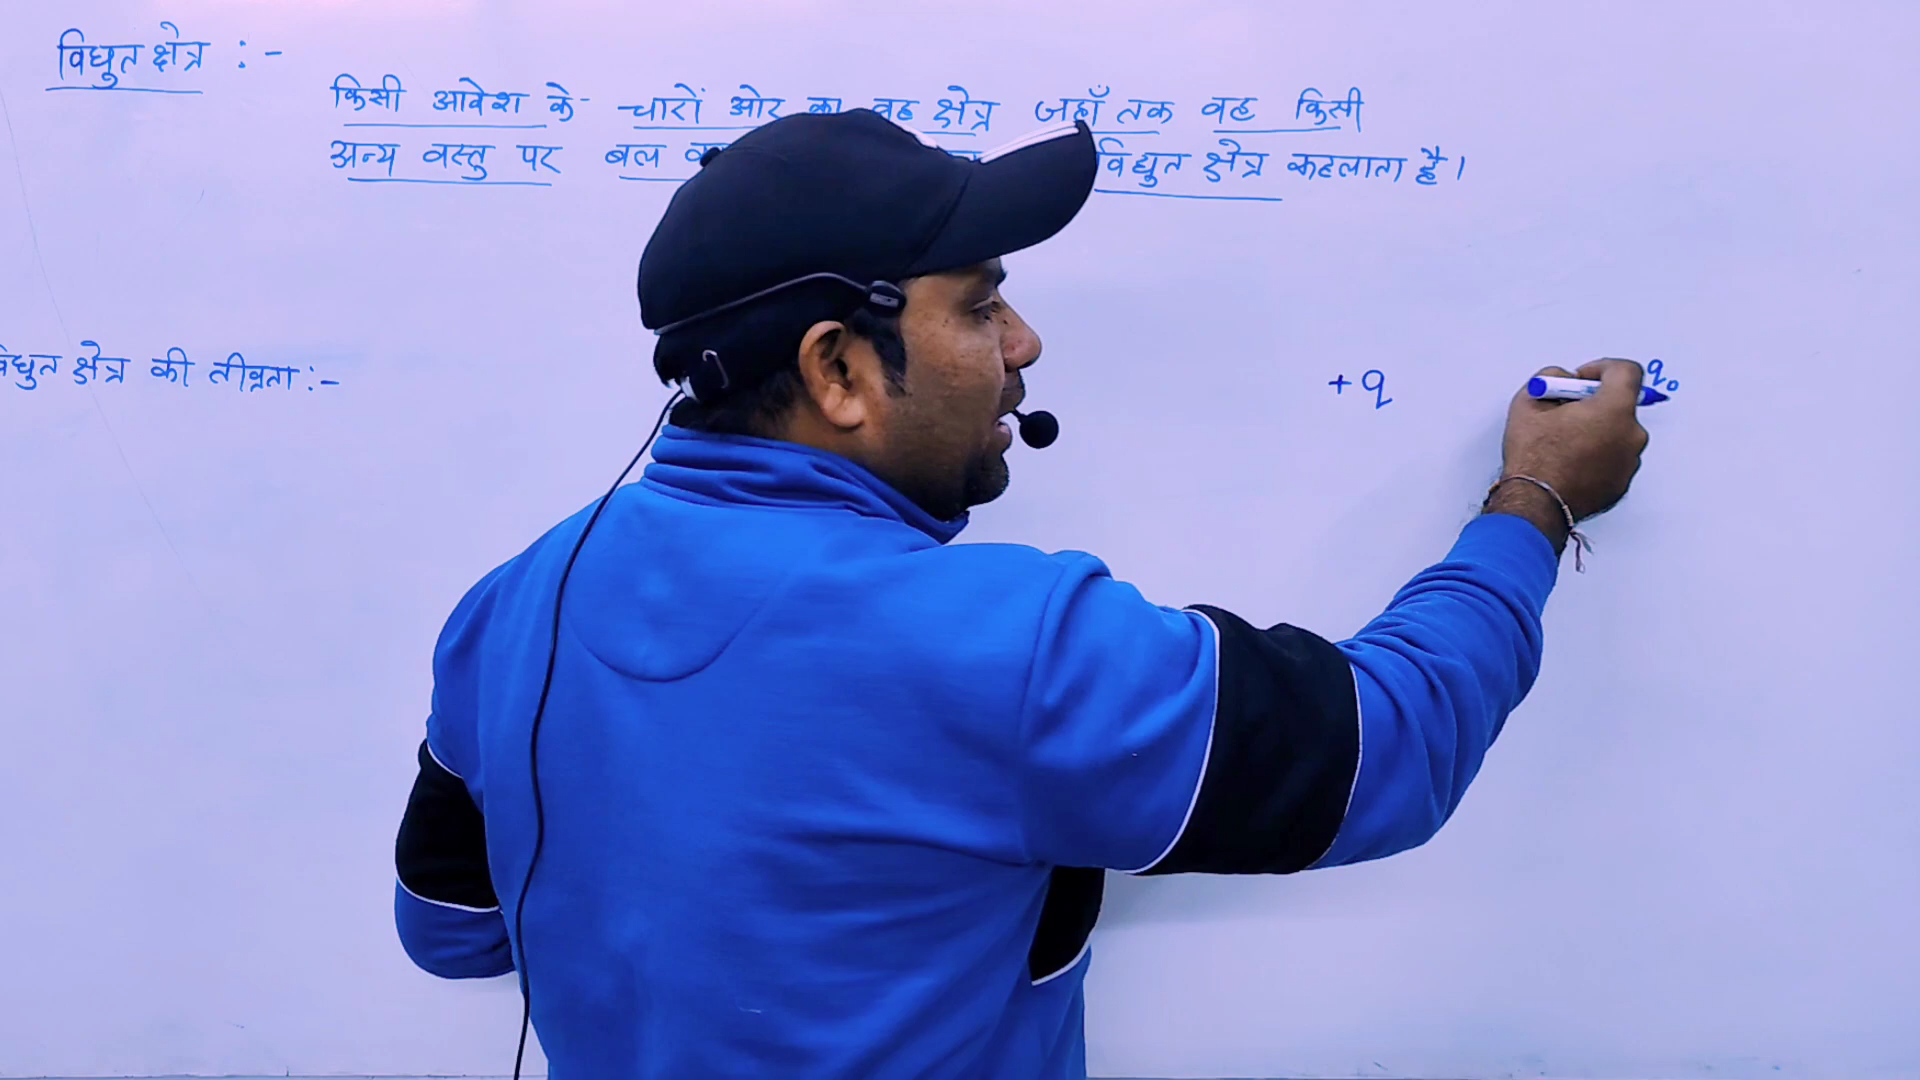 विद्युत क्षेत्र :-
किसी आवेश के चारों ओर का वह क्षेत्र जहाँ तक वह किसी
अन्य वस्तु पर बल विद्युत क्षेत्र कहलाता है।
विद्युत क्षेत्र की तीव्रता :-
+q q₀